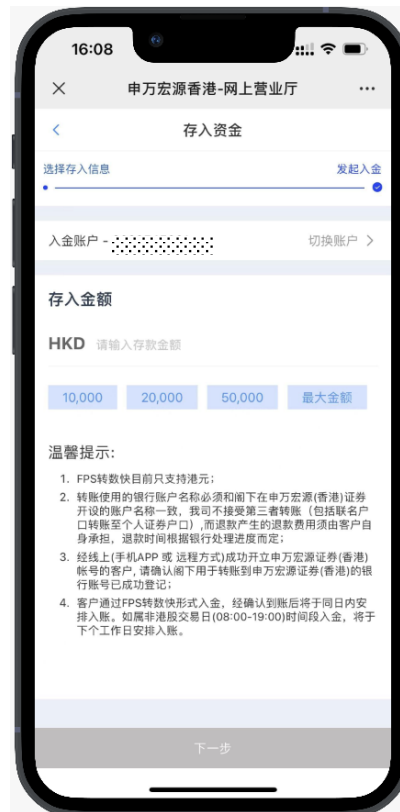 16:08
申万宏源香港-网上营业厅
存入资金
选择存入信息 发起入金
入金账户 - 切换账户
存入金额
HKD 请输入存款金额
10,000 20,000 50,000 最大金额
温馨提示:
1. FPS转数快目前只支持港元；
2. 转账使用的银行账户名称必须和阁下在申万宏源(香港)证券
开设的账户名称一致，我司不接受第三者转账（包括联名户
口转账至个人证券户口）,而退款产生的退款费用须由客户自
身承担，退款时间根据银行处理进度而定；
3. 经线上(手机APP 或 远程方式)成功开立申万宏源证券(香港)
帐号的客户, 请确认阁下用于转账到申万宏源证券(香港)的银
行账号已成功登记；
4. 客户通过FPS转数快形式入金，经确认到账后将于同日内安
排入账。如属非港股交易日(08:00-19:00)时间段入金，将于
下个工作日安排入账。
下一步